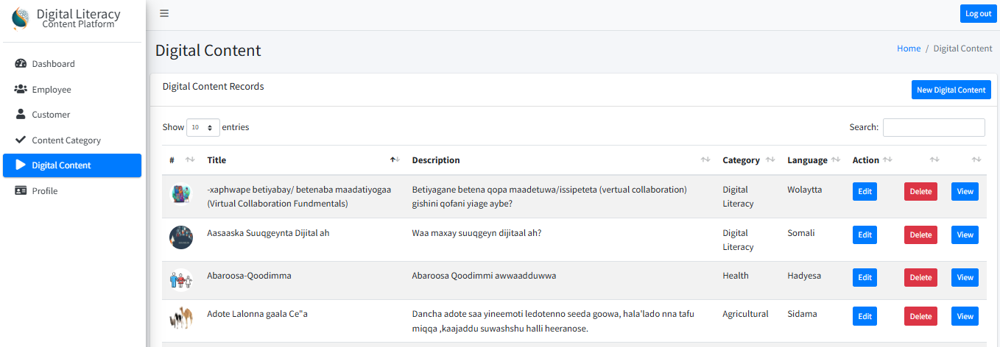 Digital Literacy
Content Platform
Log out
Dashboard
Employee
Customer
Content Category
Digital Content
Profile
Digital Content
Home / Digital Content
Digital Content Records
New Digital Content
Show 10 entries
Search:
# Title Description Category Language Action
-xaphwape betiyabay/ betenaba maadatiyogaa Betiyagane betena qopa maadetuwa/issipeteta (vertual collaboration) Digital Wolaytta Edit Delete View
(Virtual Collaboration Fundmentals) gishini qofani yiage aybe? Literacy
Aasaaska Suuqgeynta Dijital ah Waa maxay suuqgeyn dijitaal ah? Digital Somali Edit Delete View
Literacy
Abaroosa-Qoodimma Abaroosa Qoodimmi awwaadduwwa Health Hadyesa Edit Delete View
Adote Lalonna gaala Ce"a Dancha adote saa yineemoti ledotenno seeda goowa, hala'lado nna tafu Agricultural Sidama Edit Delete View
miqqa ,kaajaddu suwashshu halli heeranose.